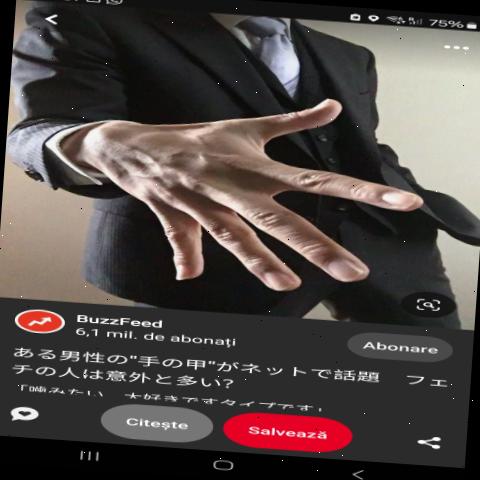 75%
BuzzFeed
6,1 mil. de abonați
Abonare
ある男性の"手の甲"がネットで話題 フェ
チの人は意外と多い?
「噛みたい、大好きですタイプです」
Citește
Salvează